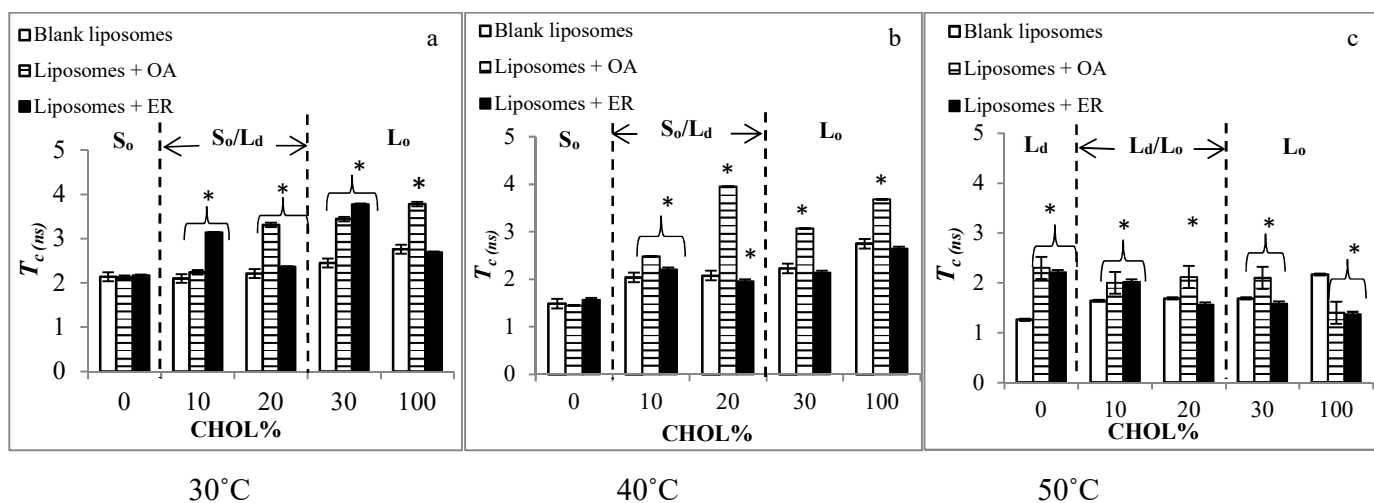 Blank liposomes
Liposomes + OA
Liposomes + ER
a
So
So/Ld
Lo
5
4
3
2
1
0
Tc (ns)
* * * *
0 10 20 30 100
CHOL%
30˚C
Blank liposomes
Liposomes + OA
Liposomes + ER
b
So
So/Ld
Lo
5
4
3
2
1
0
Tc (ns)
* * * * *
0 10 20 30 100
CHOL%
40˚C
Blank liposomes
Liposomes + OA
Liposomes + ER
c
Ld
Ld/Lo
Lo
5
4
3
2
1
0
Tc (ns)
* * * * *
0 10 20 30 100
CHOL%
50˚C